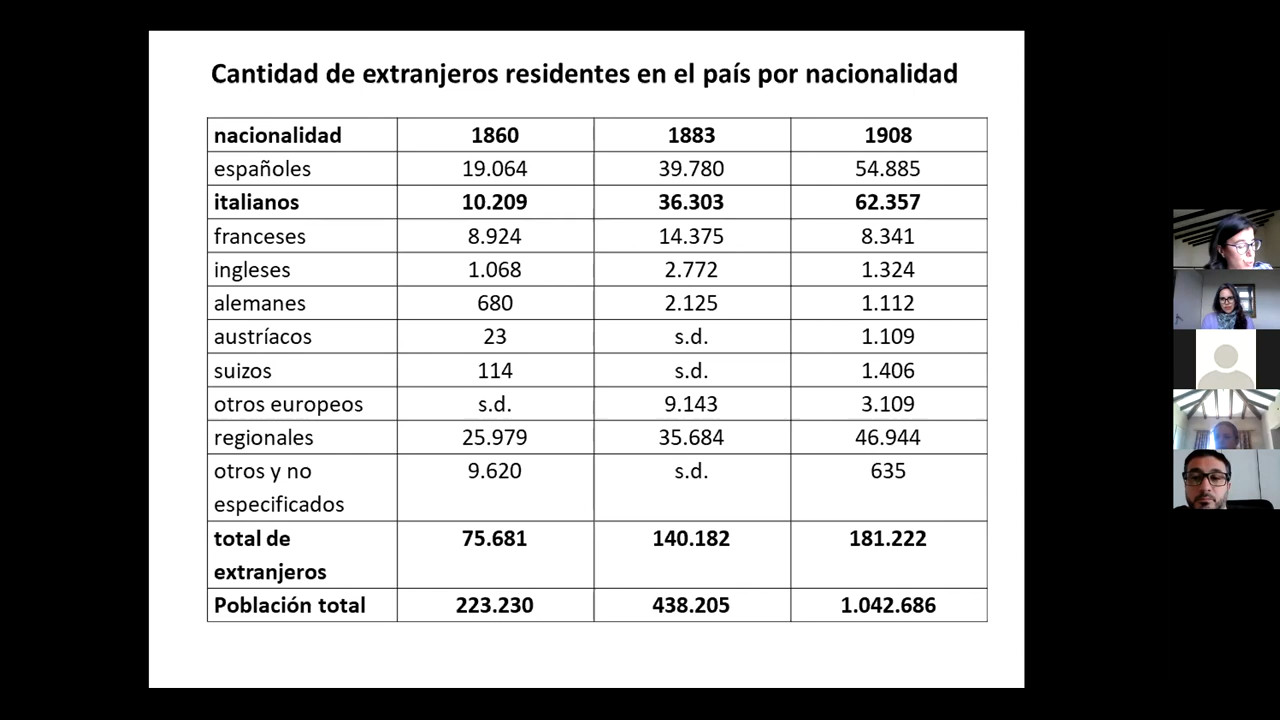 Cantidad de extranjeros residentes en el país por nacionalidad
nacionalidad 1860 1883 1908
españoles 19.064 39.780 54.885
italianos 10.209 36.303 62.357
franceses 8.924 14.375 8.341
ingleses 1.068 2.772 1.324
alemanes 680 2.125 1.112
austríacos 23 s.d. 1.109
suizos 114 s.d. 1.406
otros europeos s.d. 9.143 3.109
regionales 25.979 35.684 46.944
otros y no 9.620 s.d. 635
especificados
total de 75.681 140.182 181.222
extranjeros
Población total 223.230 438.205 1.042.686